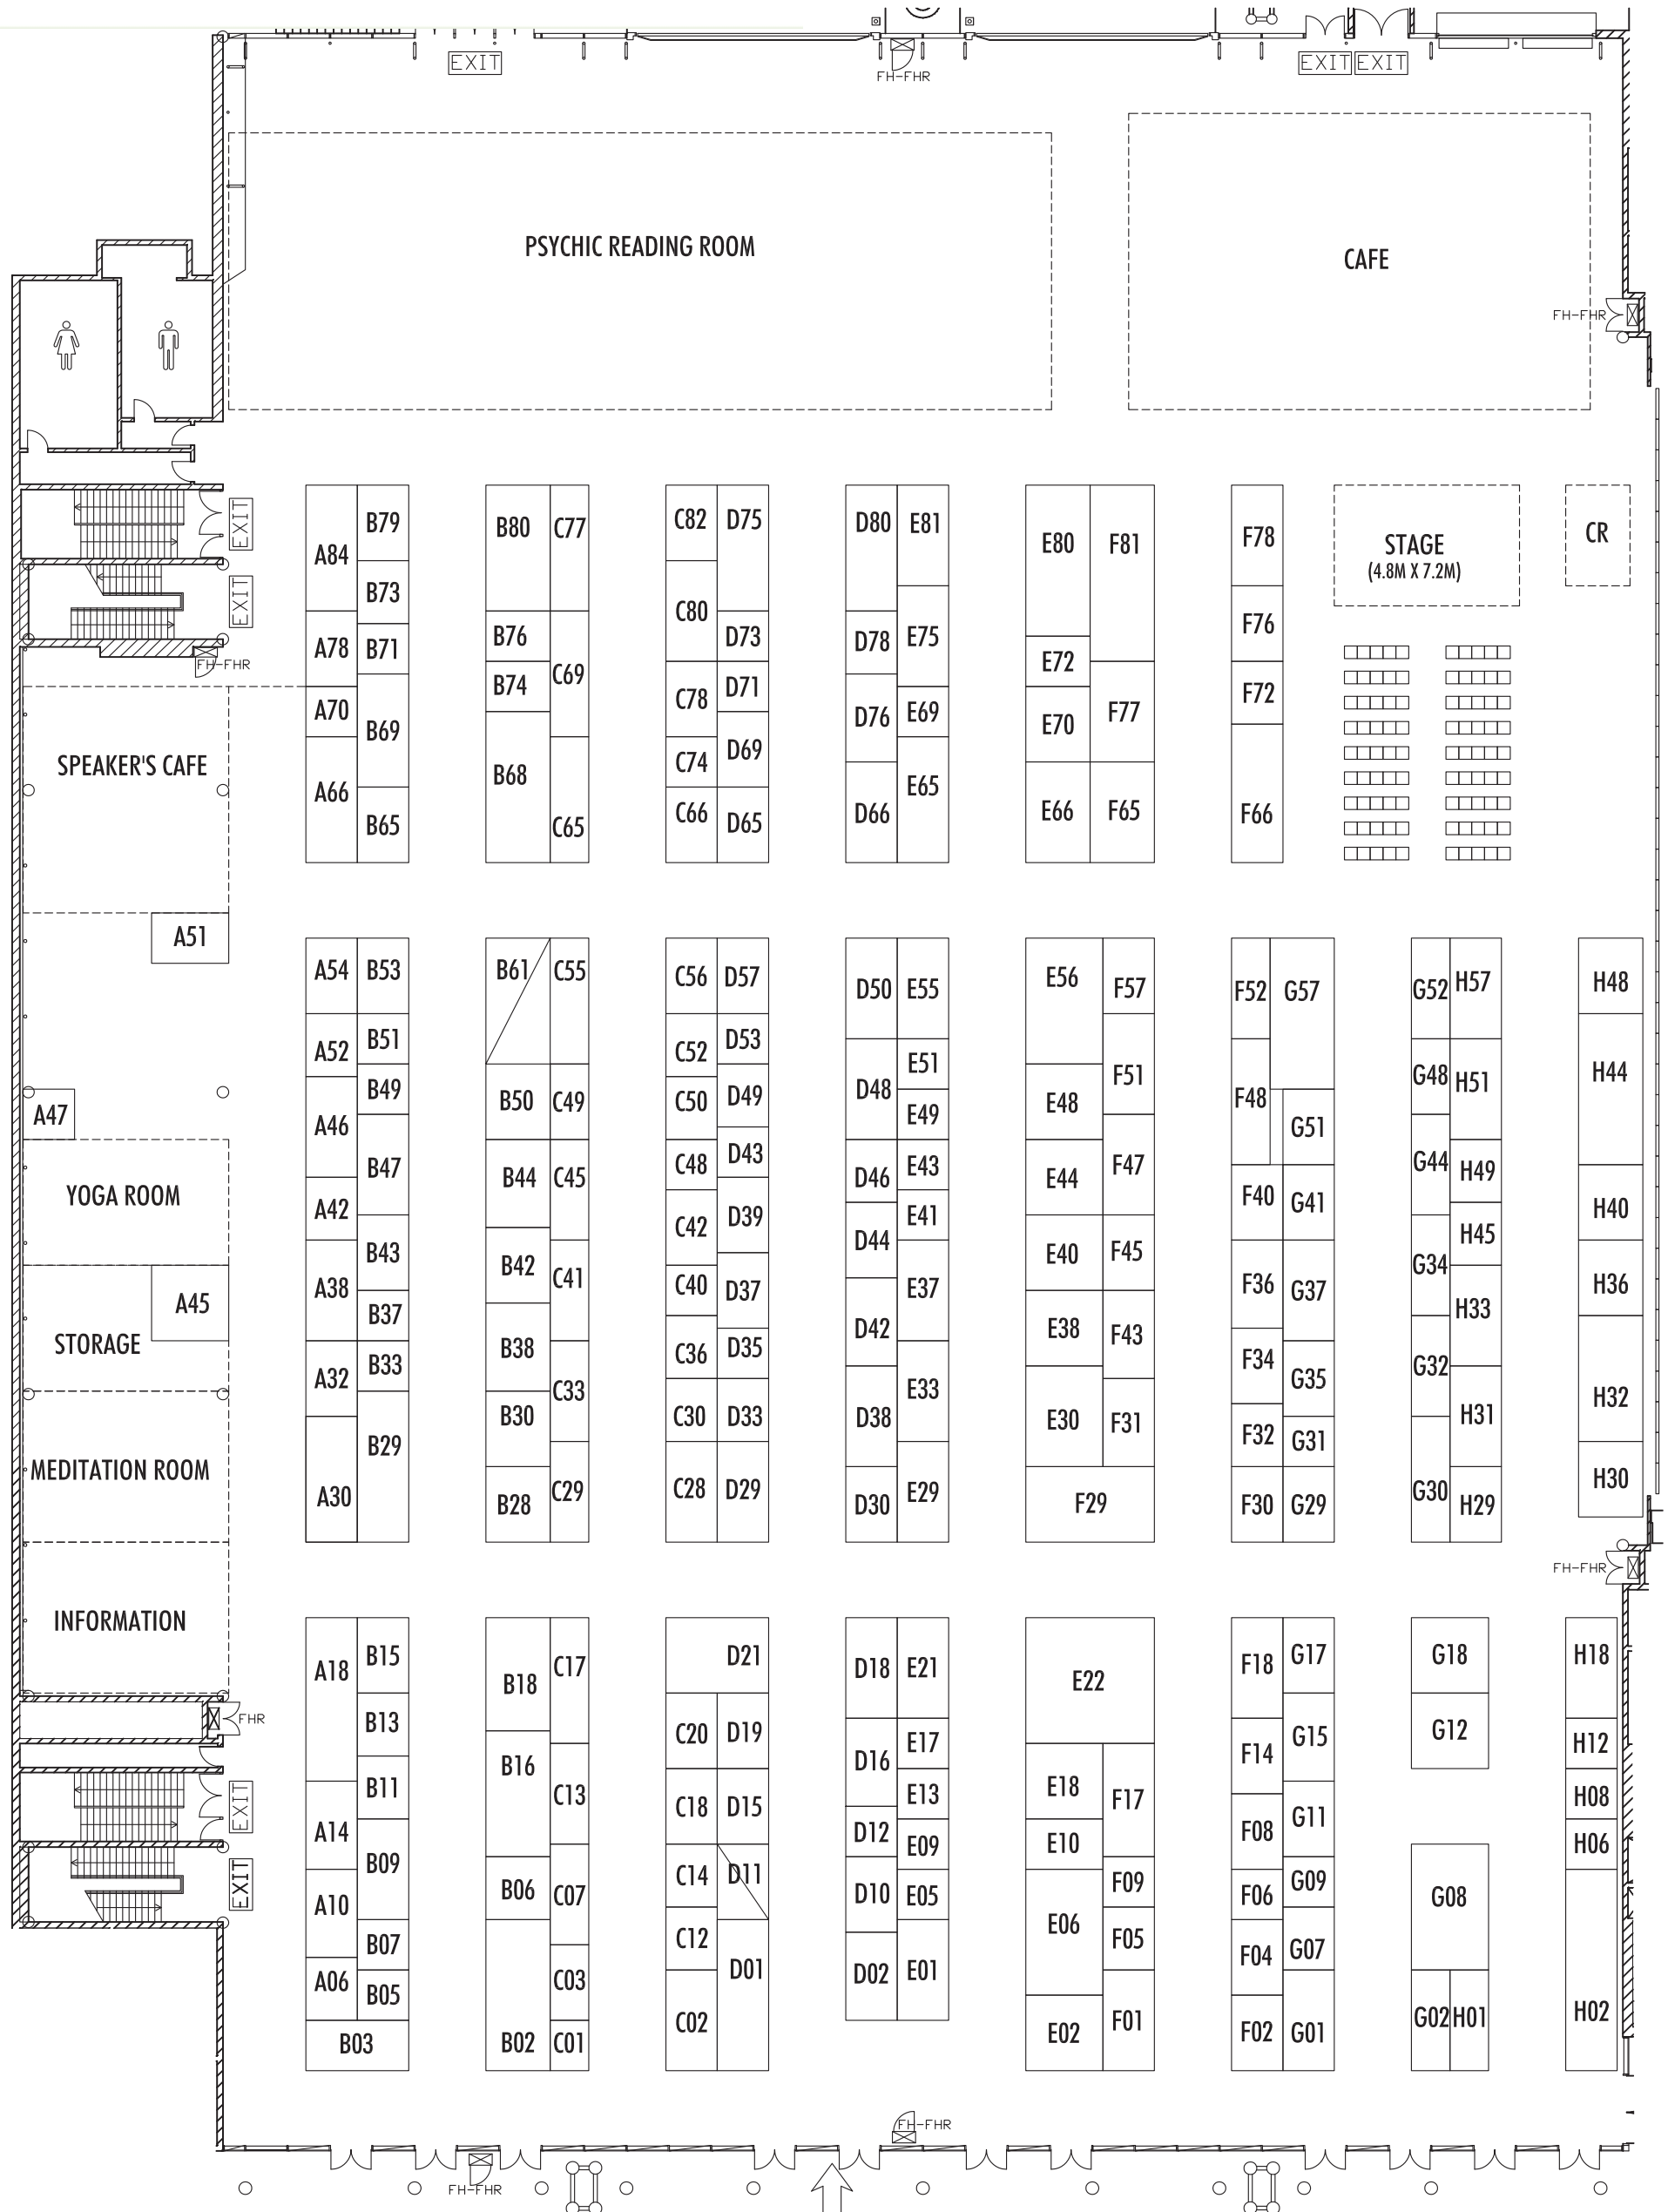 EXIT
FH-FHR
EXIT EXIT
PSYCHIC READING ROOM
CAFE
FH-FHR
EXIT
EXIT
FH-FHR
A84
B79
B73
A78
B71
A70
B69
A66
B65
B80
C77
B76
B74
C69
B68
C65
C82
D75
C80
D73
C78
D71
C74
D69
C66
D65
D80
E81
D78
E75
D76
E69
D66
E65
E80
F81
E72
E70
F77
E66
F65
F78
F76
F72
F66
STAGE
(4.8M X 7.2M)
CR
SPEAKER'S CAFE
A51
A47
YOGA ROOM
A45
STORAGE
MEDITATION ROOM
INFORMATION
A54
B53
A52
B51
B49
A46
B47
A42
B43
A38
B37
A32
B33
B29
A30
B61
C55
B50
C49
B44
C45
B42
C41
B38
C33
B30
B28
C29
C56
D57
C52
D53
C50
D49
C48
D43
C42
D39
C40
D37
C36
D35
C30
D33
C28
D29
D50
E55
D48
E51
E49
D46
E43
D44
E41
E37
D42
E33
D38
D30
E29
E56
F57
E48
F51
E44
F47
E40
F45
E38
F43
E30
F31
F29
F52
G57
F48
G51
F40
G41
F36
G37
F34
G35
F32
G31
F30
G29
G52
H57
G48
H51
G44
H49
H45
G34
H33
G32
H31
G30
H29
H48
H44
H40
H36
H32
H30
FH-FHR
FHR
EXIT
EXIT
A18
B15
B13
B11
A14
B09
A10
B07
A06
B05
B03
B18
C17
B16
C13
B06
C07
C03
B02
C01
D21
C20
D19
C18
D15
C14
D11
C12
D01
C02
D18
E21
D16
E17
E13
D12
E09
D10
E05
D02
E01
E22
E18
F17
E10
F09
E06
F05
E02
F01
F18
G17
F14
G15
F08
G11
F06
G09
F04
G07
F02
G01
G18
G12
G08
G02
H01
H18
H12
H08
H06
H02
FH-FHR
FH-FHR